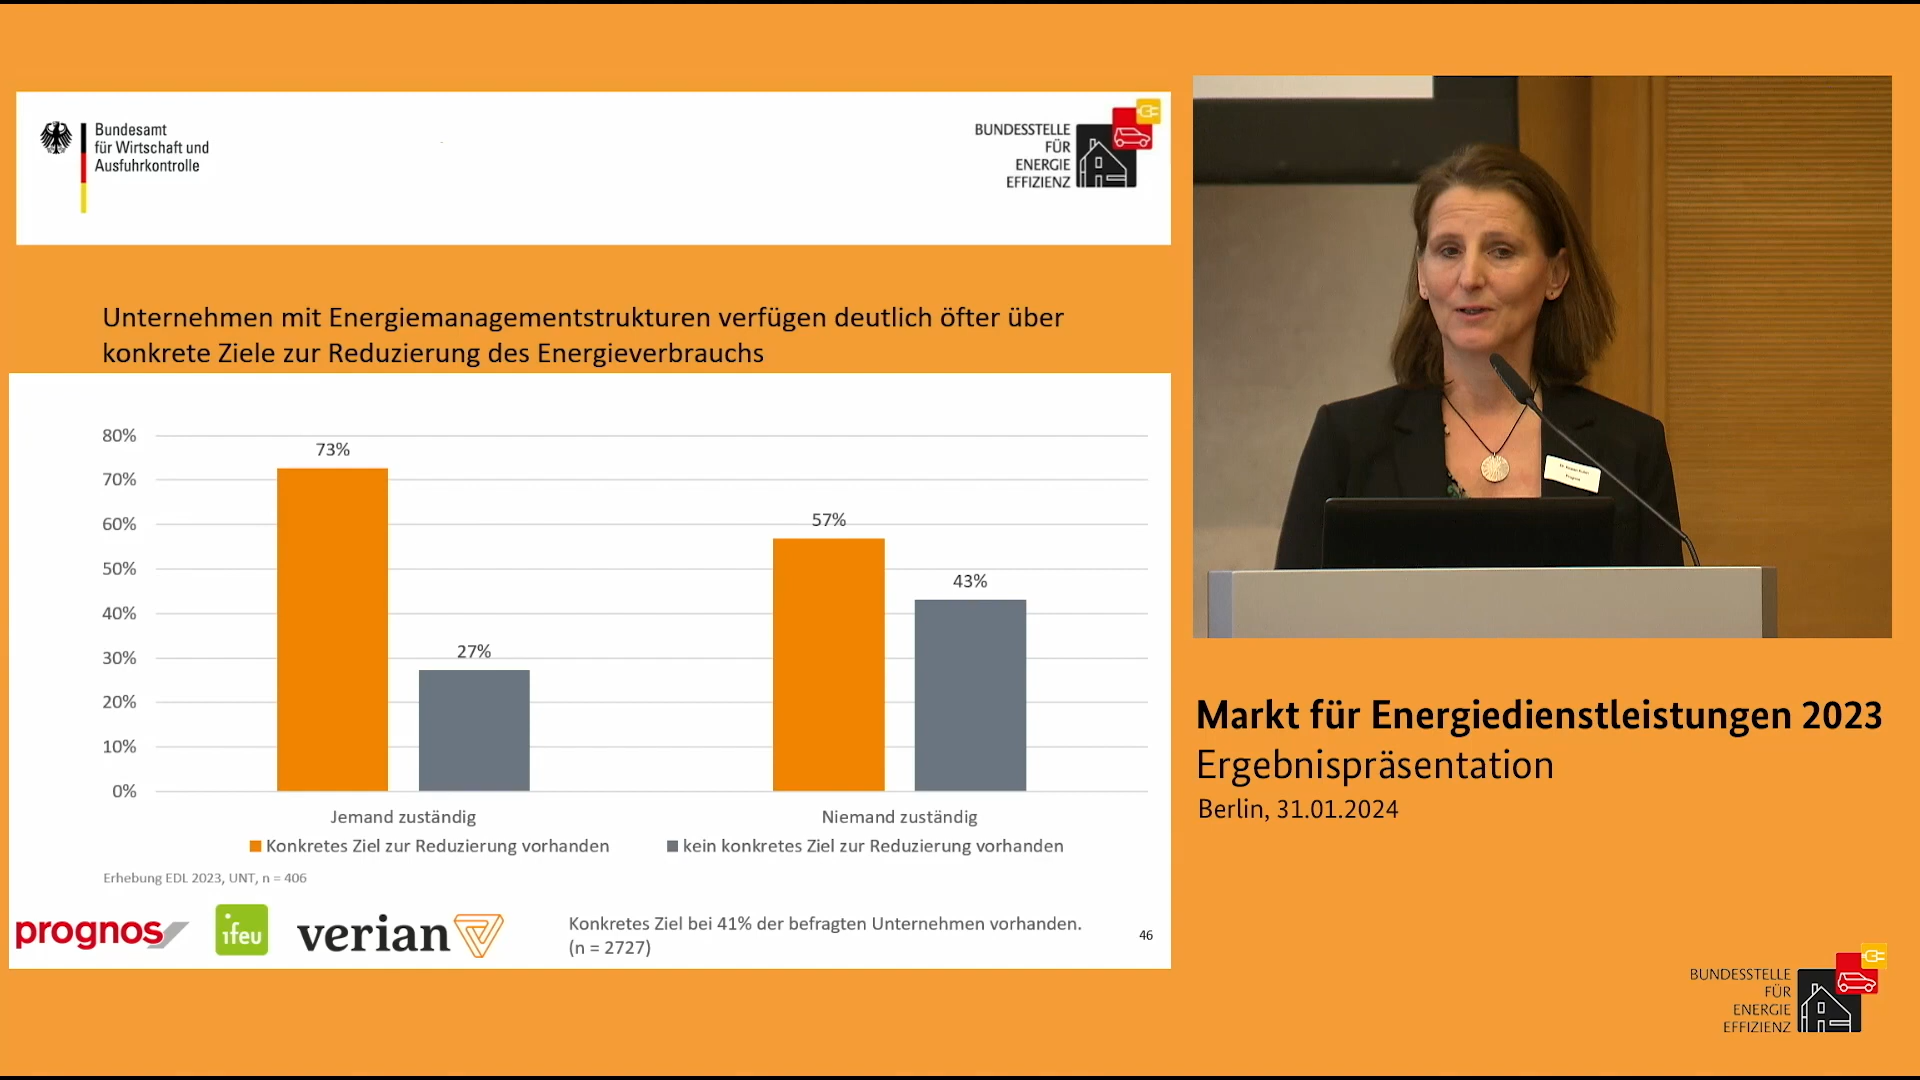 Bundesamt
für Wirtschaft und
Ausfuhrkontrolle
BUNDESSTELLE
FÜR
ENERGIE
EFFIZIENZ
Unternehmen mit Energiemanagementstrukturen verfügen deutlich öfter über
konkrete Ziele zur Reduzierung des Energieverbrauchs
80%
70%
60%
50%
40%
30%
20%
10%
0%
73%
27%
57%
43%
Jemand zuständig
Niemand zuständig
Konkretes Ziel zur Reduzierung vorhanden
kein konkretes Ziel zur Reduzierung vorhanden
Erhebung EDL 2023, UNT, n = 406
prognos
ifeu
verian
Konkretes Ziel bei 41% der befragten Unternehmen vorhanden.
(n = 2727)
46
Markt für Energiedienstleistungen 2023
Ergebnispräsentation
Berlin, 31.01.2024
BUNDESSTELLE
FÜR
ENERGIE
EFFIZIENZ